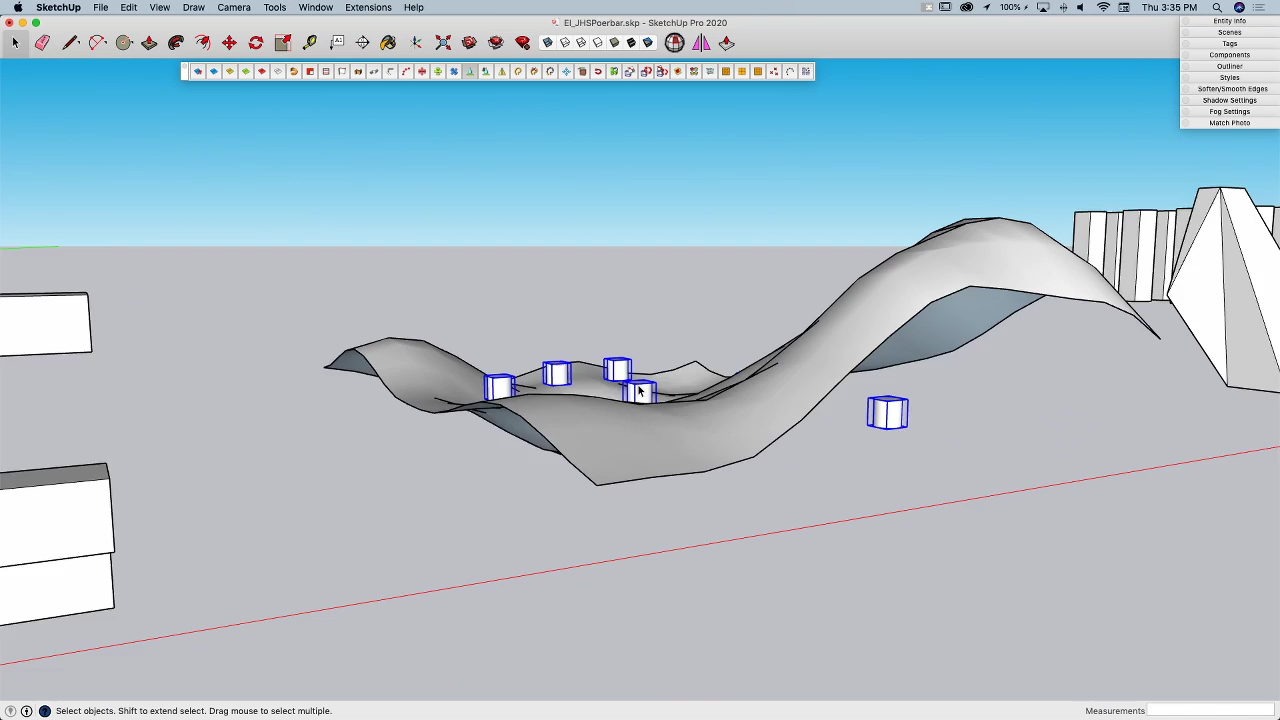 SketchUp File Edit View Camera Draw Tools Window Extensions Help 100% Thu 3:35 PM
EI_JHSPoerbar.skp - SketchUp Pro 2020
Entity Info
Scenes
Tags
Components
Outliner
Styles
Soften/Smooth Edges
Shadow Settings
Fog Settings
Match Photo
Select objects. Shift to extend select. Drag mouse to select multiple. Measurements